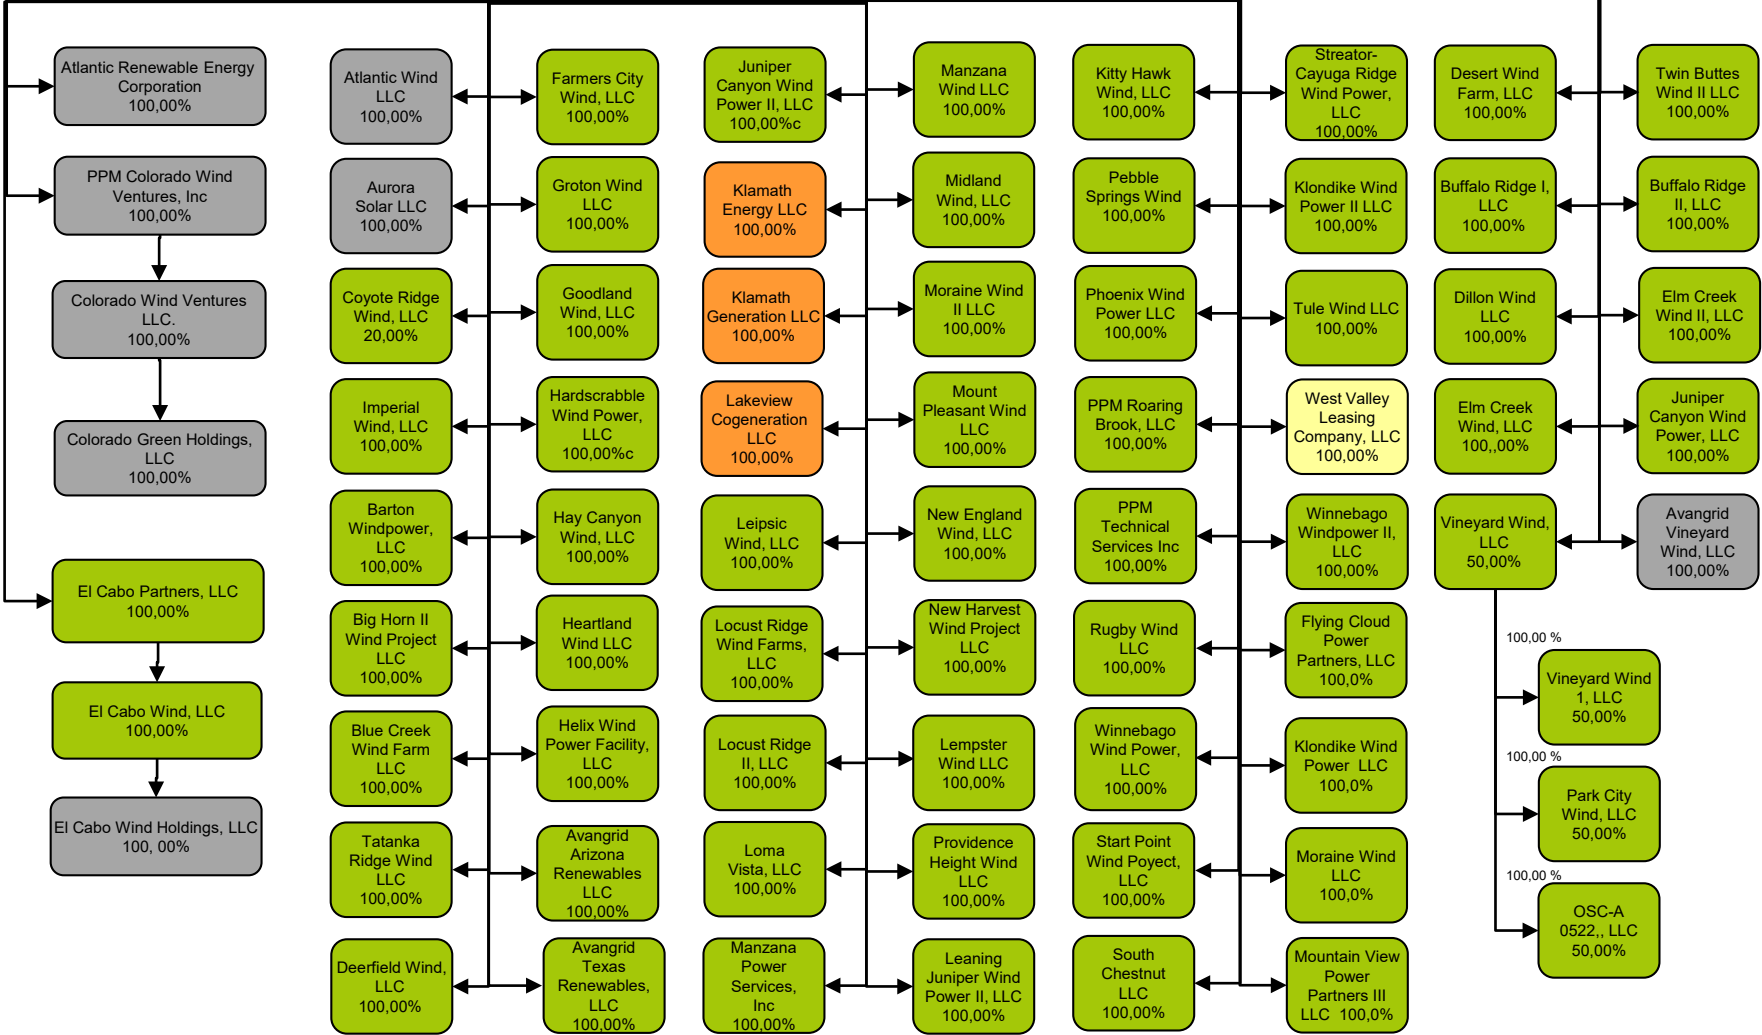 Atlantic Renewable Energy
Corporation
100,00%
PPM Colorado Wind
Ventures, Inc
100,00%
Colorado Wind Ventures
LLC.
100,00%
Colorado Green Holdings,
LLC
100,00%
El Cabo Partners, LLC
100,00%
El Cabo Wind, LLC
100,00%
El Cabo Wind Holdings, LLC
100, 00%
Atlantic Wind
LLC
100,00%
Aurora
Solar LLC
100,00%
Coyote Ridge
Wind, LLC
20,00%
Imperial
Wind, LLC
100,00%
Barton
Windpower,
LLC
100,00%
Big Horn II
Wind Project
LLC
100,00%
Blue Creek
Wind Farm
LLC
100,00%
Tatanka
Ridge Wind
LLC
100,00%
Deerfield Wind,
LLC
100,00%
Farmers City
Wind, LLC
100,00%
Groton Wind
LLC
100,00%
Goodland
Wind, LLC
100,00%
Hardscrabble
Wind Power,
LLC
100,00%c
Hay Canyon
Wind, LLC
100,00%
Heartland
Wind LLC
100,00%
Helix Wind
Power Facility,
LLC
100,00%
Avangrid
Arizona
Renewables
LLC
100,00%
Avangrid
Texas
Renewables,
LLC
100,00%
Juniper
Canyon Wind
Power II, LLC
100,00%c
Klamath
Energy LLC
100,00%
Klamath
Generation LLC
100,00%
Lakeview
Cogeneration
LLC
100,00%
Leipsic
Wind, LLC
100,00%
Locust Ridge
Wind Farms,
LLC
100,00%
Locust Ridge
II, LLC
100,00%
Loma
Vista, LLC
100,00%
Manzana
Power
Services,
Inc
100,00%
Manzana
Wind LLC
100,00%
Midland
Wind, LLC
100,00%
Moraine Wind
II LLC
100,00%
Mount
Pleasant Wind
LLC
100,00%
New England
Wind, LLC
100,00%
New Harvest
Wind Project
LLC
100,00%
Lempster
Wind LLC
100,00%
Providence
Height Wind
LLC
100,00%
Leaning
Juniper Wind
Power II, LLC
100,00%
Kitty Hawk
Wind, LLC
100,00%
Pebble
Springs Wind
100,00%
Phoenix Wind
Power LLC
100,00%
PPM Roaring
Brook, LLC
100,00%
PPM
Technical
Services Inc
100,00%
Rugby Wind
LLC
100,00%
Winnebago
Wind Power,
LLC
100,00%
Start Point
Wind Poyect,
LLC
100,00%
South
Chestnut
LLC
100,00%
Streator-
Cayuga Ridge
Wind Power,
LLC
100,00%
Klondike Wind
Power II LLC
100,00%
Tule Wind LLC
100,00%
West Valley
Leasing
Company, LLC
100,00%
Winnebago
Windpower II,
LLC
100,00%
Flying Cloud
Power
Partners, LLC
100,0%
Klondike Wind
Power LLC
100,0%
Moraine Wind
LLC
100,0%
Mountain View
Power
Partners III
LLC 100,0%
Desert Wind
Farm, LLC
100,00%
Buffalo Ridge I,
LLC
100,00%
Dillon Wind
LLC
100,00%
Elm Creek
Wind, LLC
100,,00%
Vineyard Wind,
LLC
50,00%
Twin Buttes
Wind II LLC
100,00%
Buffalo Ridge
II, LLC
100,00%
Elm Creek
Wind II, LLC
100,00%
Juniper
Canyon Wind
Power, LLC
100,00%
Avangrid
Vineyard
Wind, LLC
100,00%
100,00 %
Vineyard Wind
1, LLC
50,00%
100,00 %
Park City
Wind, LLC
50,00%
100,00 %
OSC-A
0522,, LLC
50,00%